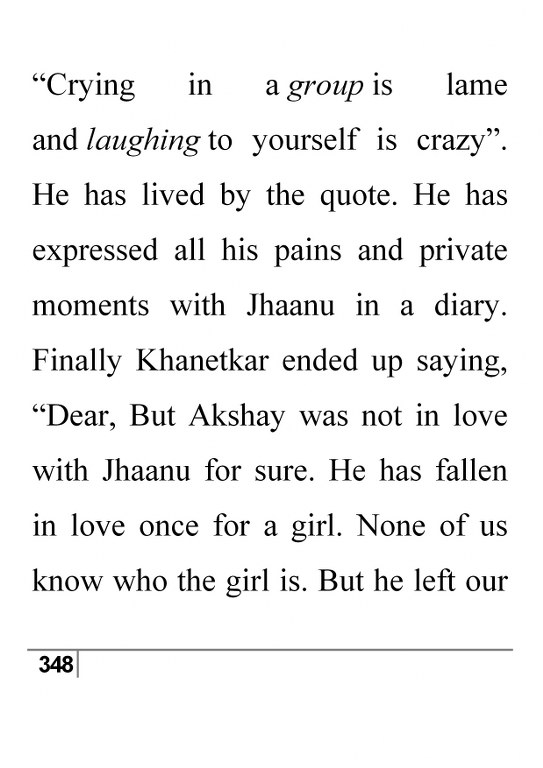 “Crying in a group is lame
and laughing to yourself is crazy”.
He has lived by the quote. He has
expressed all his pains and private
moments with Jhaanu in a diary.
Finally Khanetkar ended up saying,
“Dear, But Akshay was not in love
with Jhaanu for sure. He has fallen
in love once for a girl. None of us
know who the girl is. But he left our
348